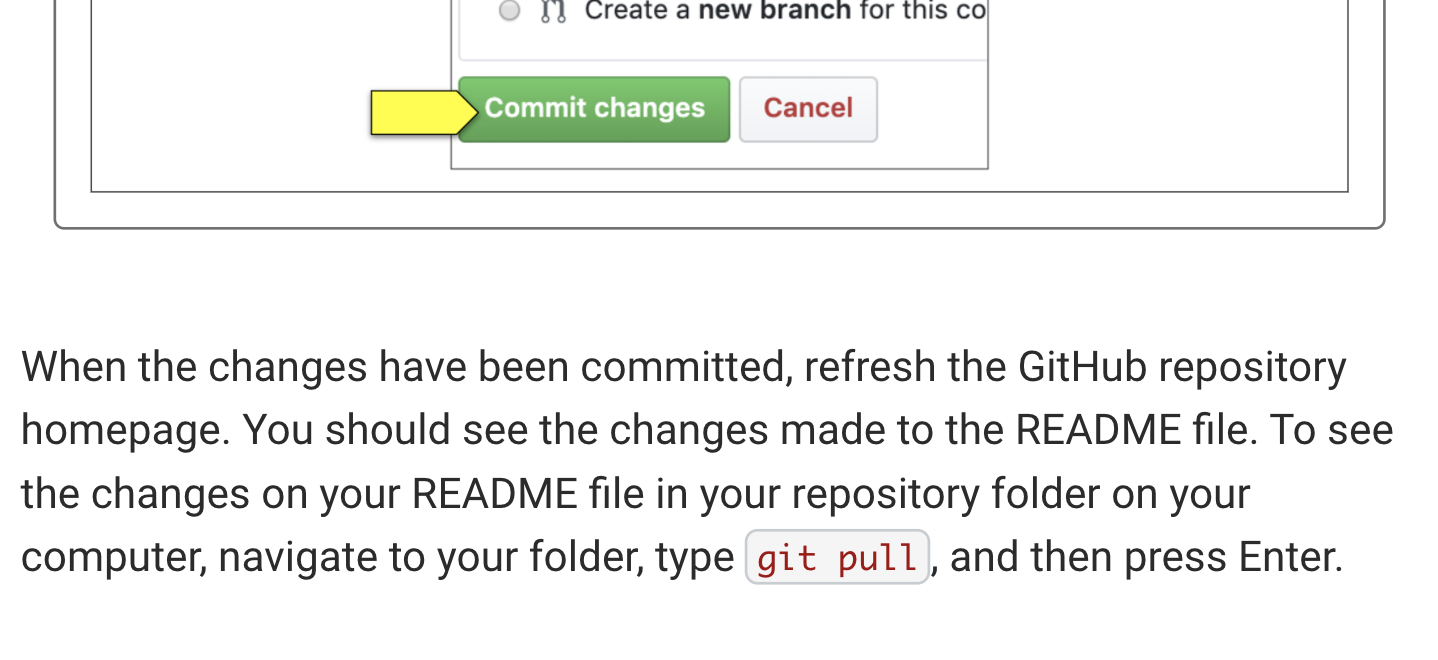 Create a new branch for this co
Commit changes Cancel
When the changes have been committed, refresh the GitHub repository
homepage. You should see the changes made to the README file. To see
the changes on your README file in your repository folder on your
computer, navigate to your folder, type git pull, and then press Enter.